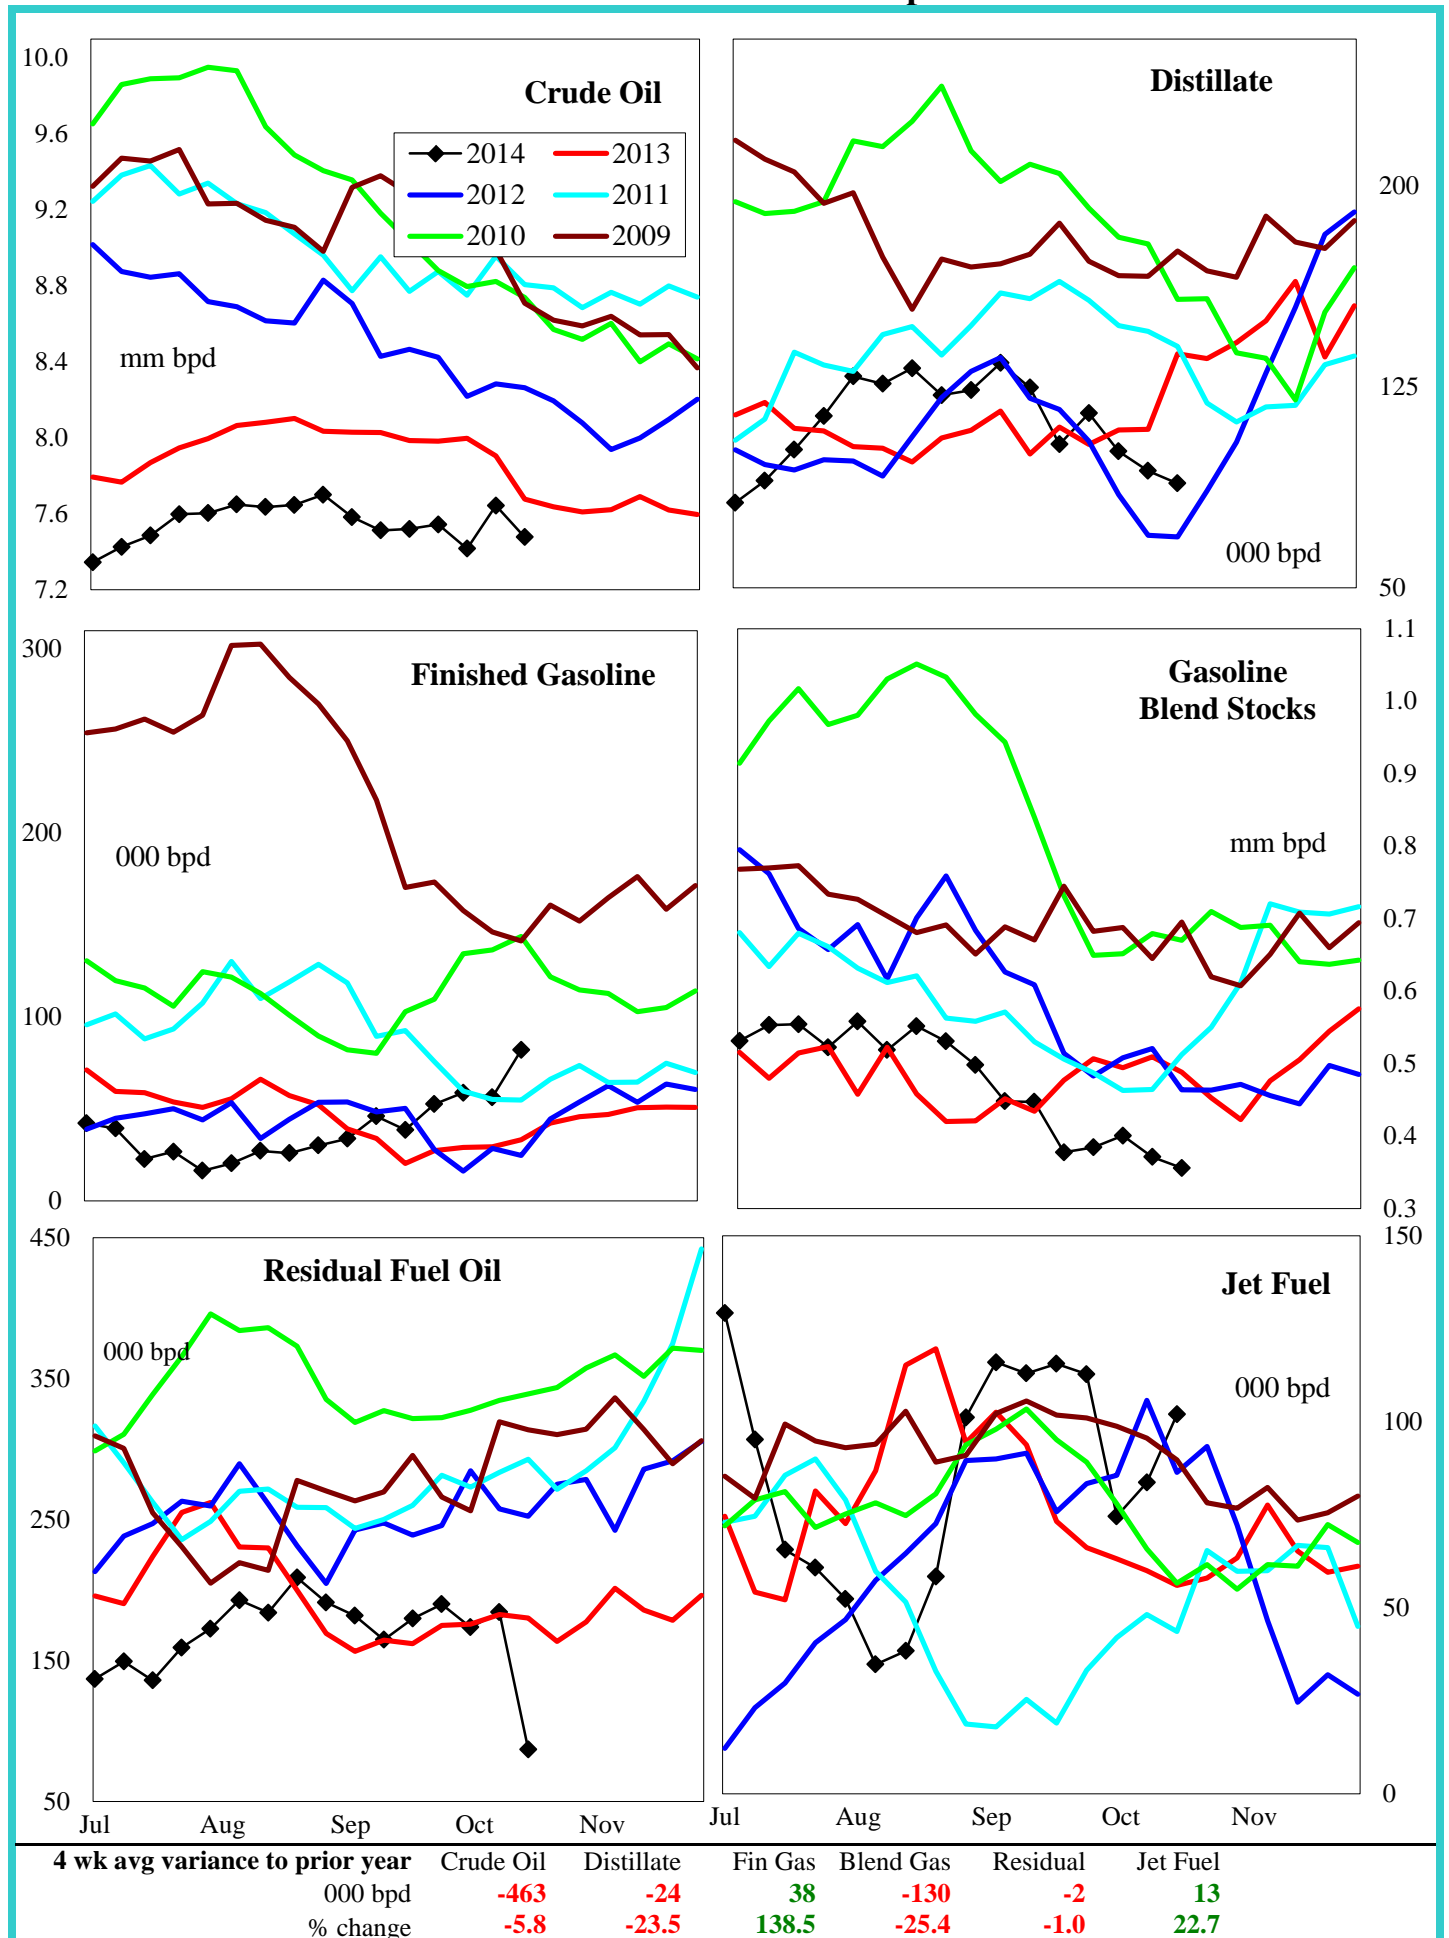 10.0
9.6
9.2
8.8
8.4
8.0
7.6
7.2
Crude Oil
2014 2013
2012 2011
2010 2009
mm bpd
Distillate
200
125
50
000 bpd
300
200
100
0
Finished Gasoline
000 bpd
Gasoline
Blend Stocks
mm bpd
1.1
1.0
0.9
0.8
0.7
0.6
0.5
0.4
0.3
450
350
250
150
50
Residual Fuel Oil
000 bpd
Jul Aug Sep Oct Nov
Jet Fuel
000 bpd
150
100
50
0
Jul Aug Sep Oct Nov
4 wk avg variance to prior year Crude Oil Distillate Fin Gas Blend Gas Residual Jet Fuel
000 bpd -463 -24 38 -130 -2 13
% change -5.8 -23.5 138.5 -25.4 -1.0 22.7